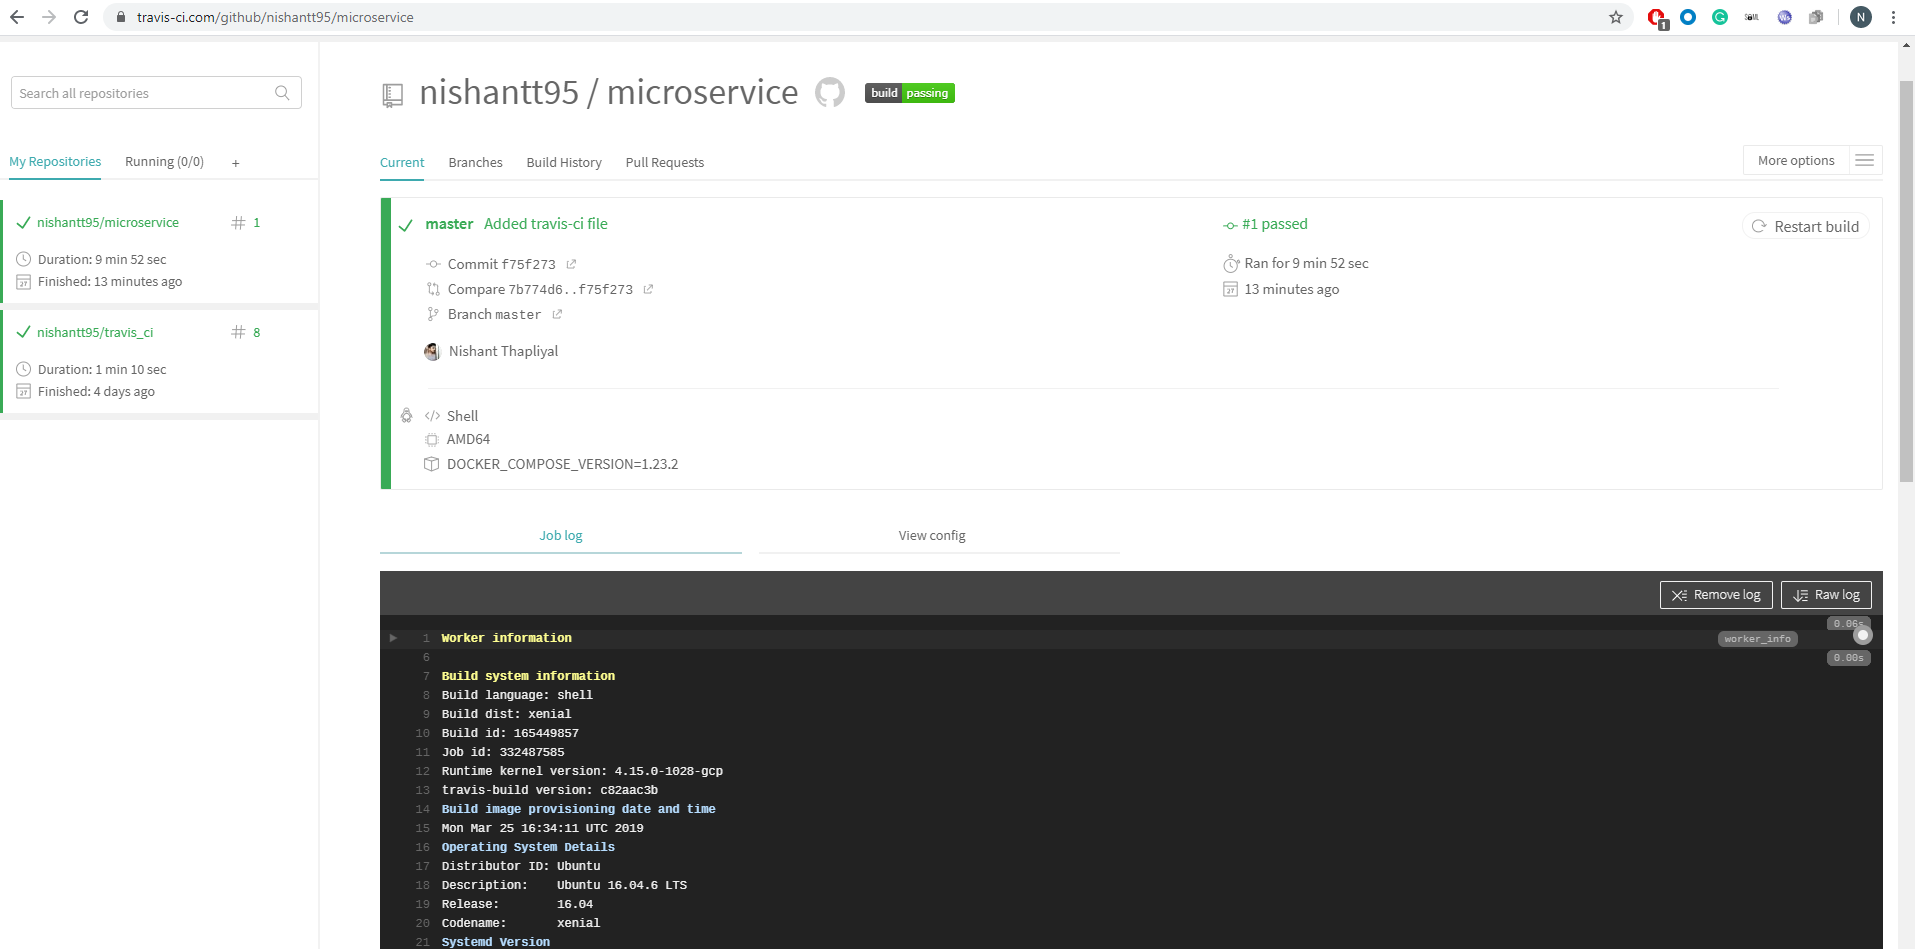 travis-ci.com/github/nishantt95/microservice
1
SAML
Ws
N
Search all repositories
My Repositories Running (0/0) +
nishantt95/microservice # 1
Duration: 9 min 52 sec
27 Finished: 13 minutes ago
nishantt95/travis_ci # 8
Duration: 1 min 10 sec
27 Finished: 4 days ago
nishantt95 / microservice build passing
Current Branches Build History Pull Requests
More options
master Added travis-ci file
#1 passed
Restart build
Commit f75f273
Ran for 9 min 52 sec
Compare 7b774d6..f75f273
27 13 minutes ago
Branch master
Nishant Thapliyal
</> Shell
AMD64
DOCKER_COMPOSE_VERSION=1.23.2
Job log View config
Remove log Raw log
0.06s
1 Worker information worker_info
6 0.00s
7 Build system information
8 Build language: shell
9 Build dist: xenial
10 Build id: 165449857
11 Job id: 332487585
12 Runtime kernel version: 4.15.0-1028-gcp
13 travis-build version: c82aac3b
14 Build image provisioning date and time
15 Mon Mar 25 16:34:11 UTC 2019
16 Operating System Details
17 Distributor ID: Ubuntu
18 Description: Ubuntu 16.04.6 LTS
19 Release: 16.04
20 Codename: xenial
21 Systemd Version